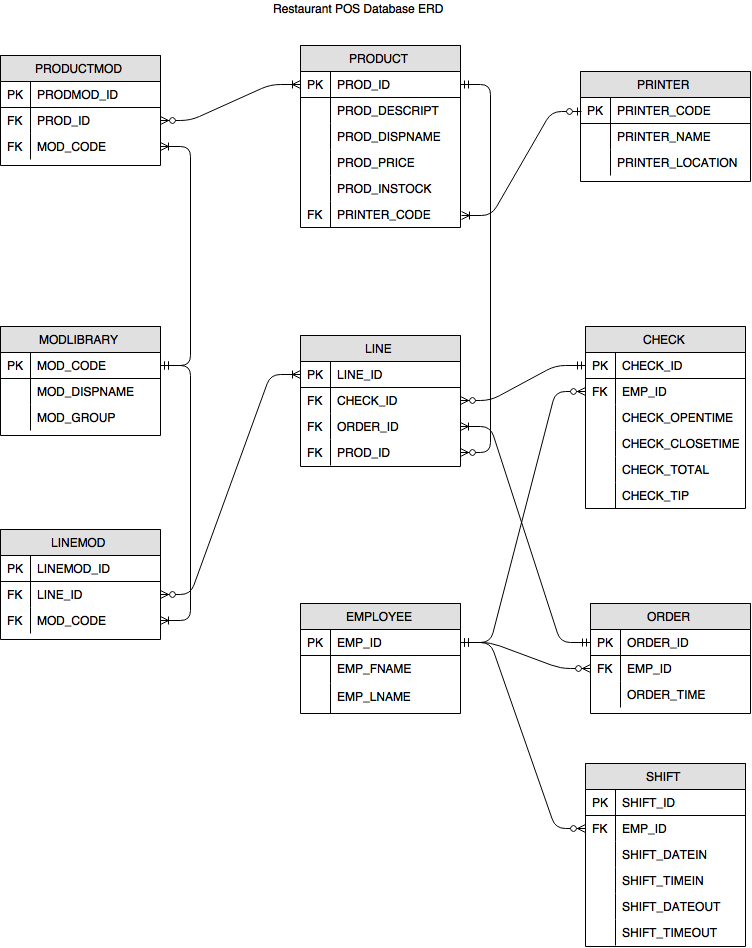 Restaurant POS Database ERD
PRODUCTMOD
PK PRODMOD_ID
FK PROD_ID
FK MOD_CODE
PRODUCT
PK PROD_ID
PROD_DESCRIPT
PROD_DISPNAME
PROD_PRICE
PROD_INSTOCK
FK PRINTER_CODE
PRINTER
PK PRINTER_CODE
PRINTER_NAME
PRINTER_LOCATION
MODLIBRARY
PK MOD_CODE
MOD_DISPNAME
MOD_GROUP
LINE
PK LINE_ID
FK CHECK_ID
FK ORDER_ID
FK PROD_ID
CHECK
PK CHECK_ID
FK EMP_ID
CHECK_OPENTIME
CHECK_CLOSETIME
CHECK_TOTAL
CHECK_TIP
LINEMOD
PK LINEMOD_ID
FK LINE_ID
FK MOD_CODE
EMPLOYEE
PK EMP_ID
EMP_FNAME
EMP_LNAME
ORDER
PK ORDER_ID
FK EMP_ID
ORDER_TIME
SHIFT
PK SHIFT_ID
FK EMP_ID
SHIFT_DATEIN
SHIFT_TIMEIN
SHIFT_DATEOUT
SHIFT_TIMEOUT